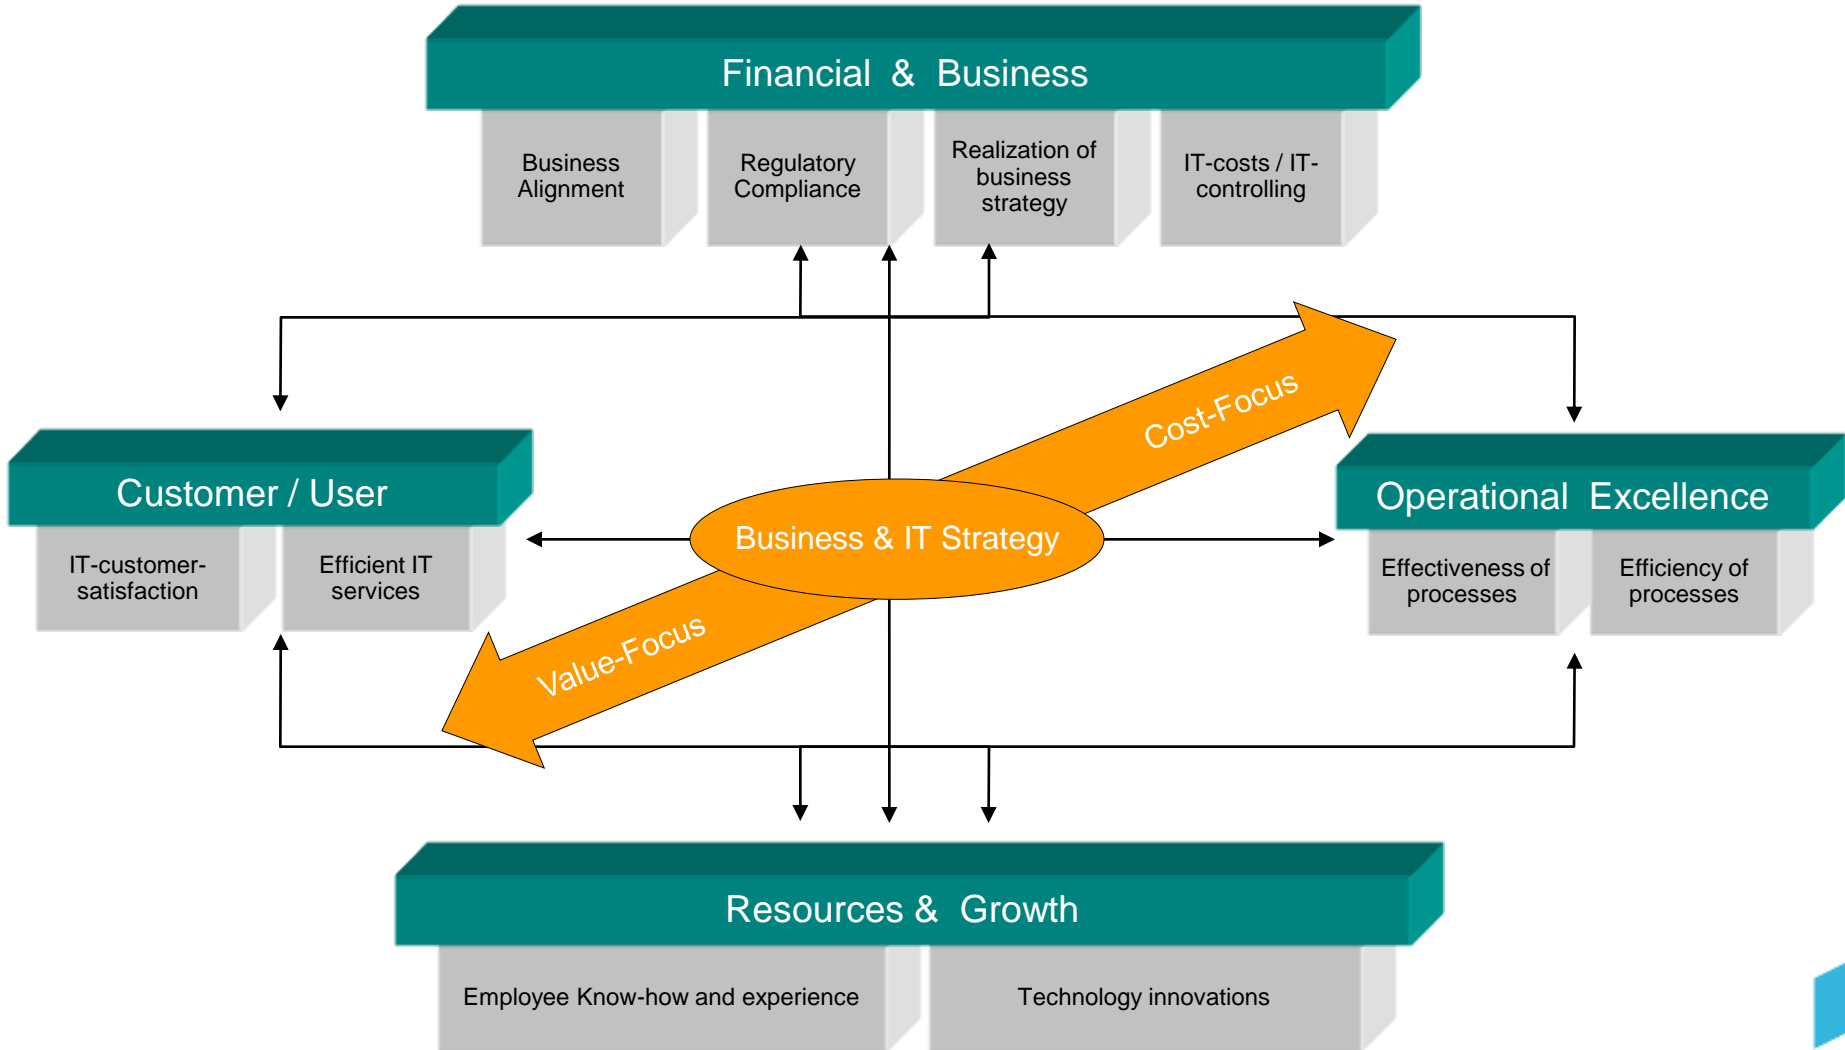 Financial & Business
Business
Alignment
Regulatory
Compliance
Realization of
business
strategy
IT-costs / IT-
controlling
Cost-Focus
Customer / User
IT-customer-
satisfaction
Efficient IT
services
Business & IT Strategy
Operational Excellence
Effectiveness of
processes
Efficiency of
processes
Value-Focus
Resources & Growth
Employee Know-how and experience
Technology innovations